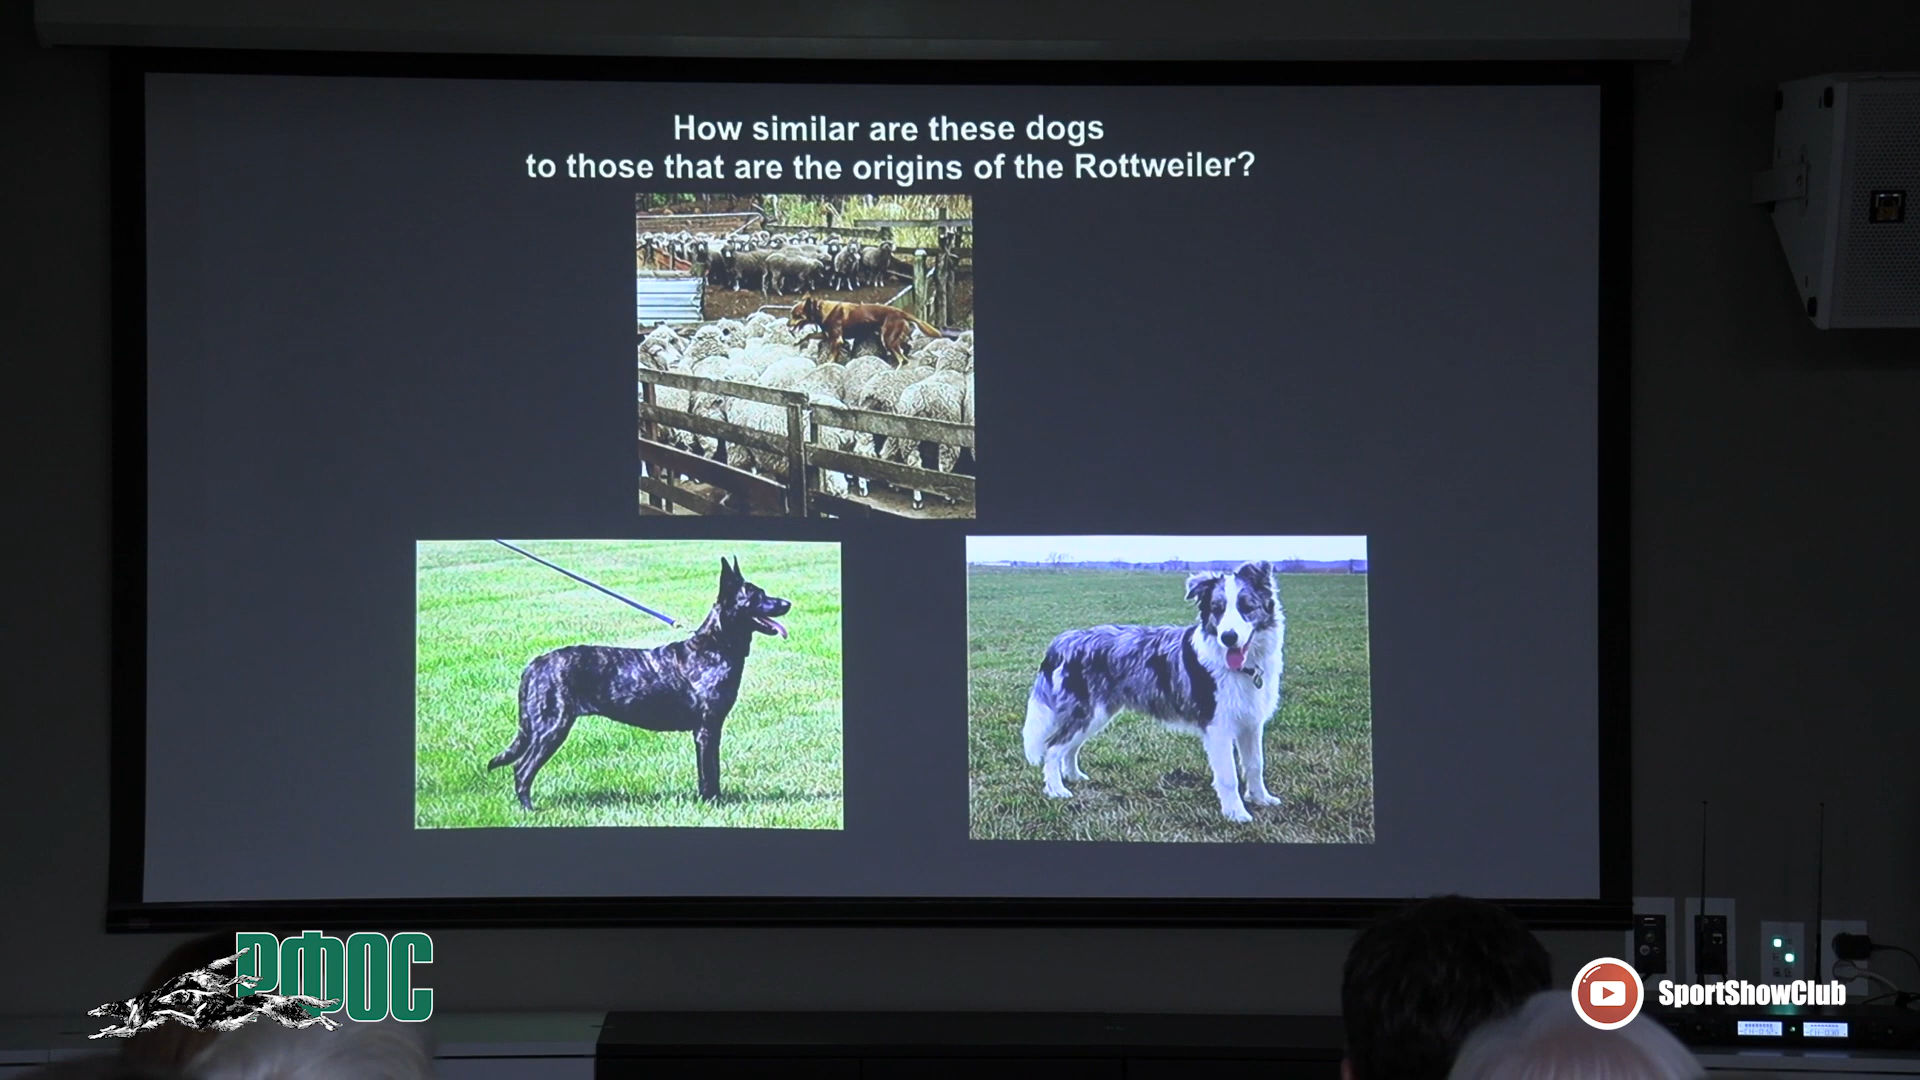 How similar are these dogs
to those that are the origins of the Rottweiler?
РФОС
SportShowClub